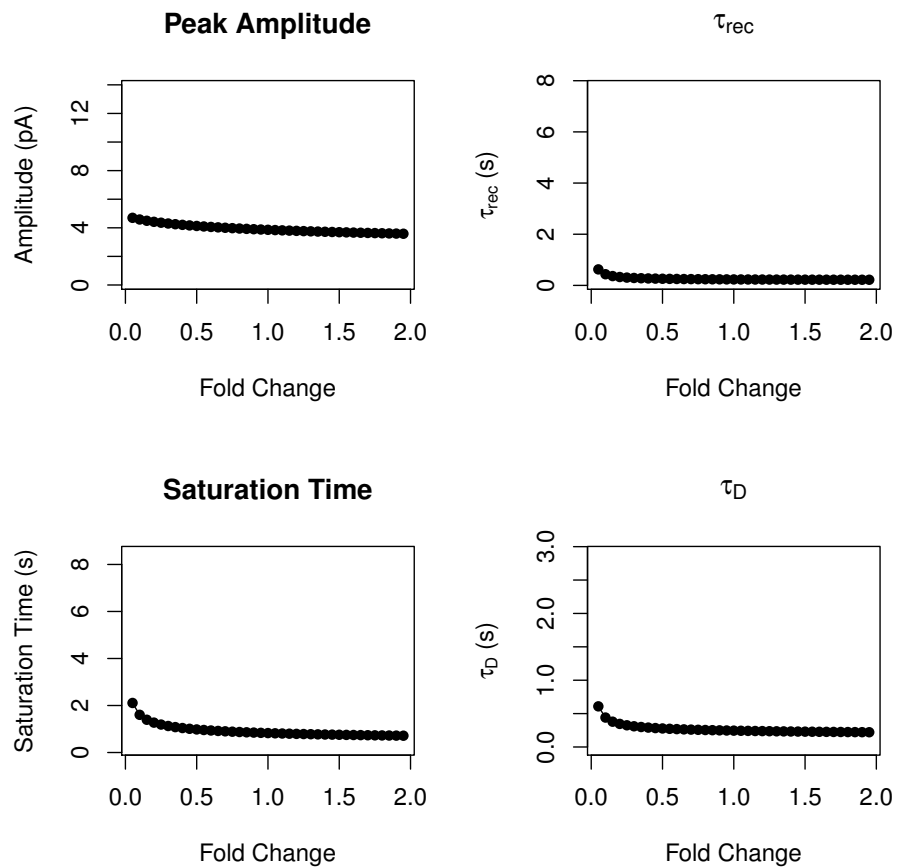 Peak Amplitude
Amplitude (pA)
0 4 8 12
0.0 0.5 1.0 1.5 2.0
Fold Change
τrec
τrec (s)
0 2 4 6 8
0.0 0.5 1.0 1.5 2.0
Fold Change
Saturation Time
Saturation Time (s)
0 2 4 6 8
0.0 0.5 1.0 1.5 2.0
Fold Change
τD
τD (s)
0.0 1.0 2.0 3.0
0.0 0.5 1.0 1.5 2.0
Fold Change